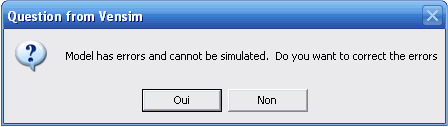 Question from Vensim
Model has errors and cannot be simulated. Do you want to correct the errors
Oui
Non